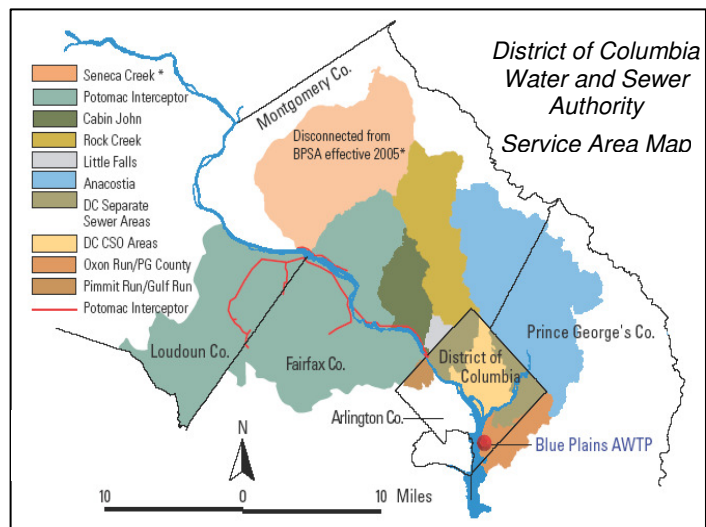 District of Columbia
Water and Sewer
Authority
Service Area Map
Seneca Creek *
Potomac Interceptor
Cabin John
Rock Creek
Little Falls
Anacostia
DC Separate
Sewer Areas
DC CSO Areas
Oxon Run/PG County
Pimmit Run/Gulf Run
Potomac Interceptor
Montgomery Co.
Disconnected from
BPSA effective 2005*
Prince George's Co.
Loudoun Co.
Fairfax Co.
District of
Columbia
Arlington Co.
Blue Plains AWTP
N
10 0 10 Miles